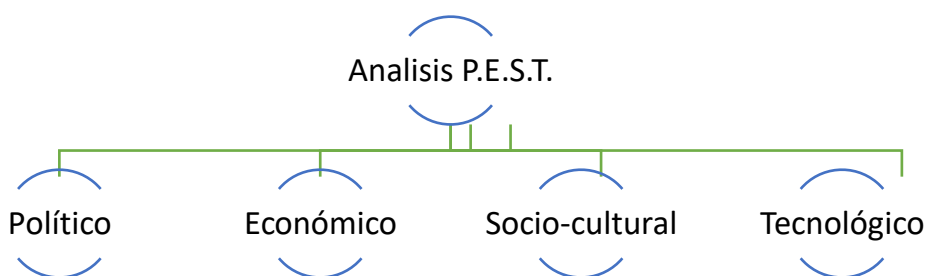 Analisis P.E.S.T.
Político
Económico
Socio-cultural
Tecnológico